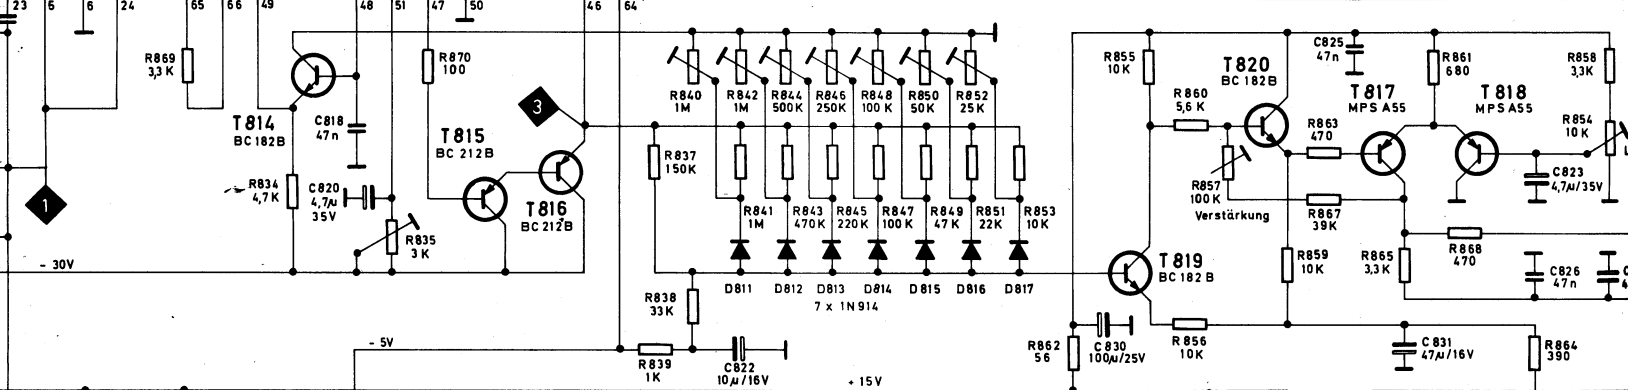 23 6 6 24 65 66 49 48 51 47 50 46 64
R869
3,3 K
T814
BC 182B
R834
4,7 K
C818
47n
C820
4,7µ
35V
R835
3 K
R870
100
T815
BC 212B
T816
BC 212B
3
1
- 30V
- 5V
R837
150K
R838
33K
R839
1K
C822
10µ/16V
R840
1M
R842
1M
R844
500K
R846
250K
R848
100 K
R850
50K
R852
25K
R841
1M
R843
470K
R845
220K
R847
100K
R849
47K
R851
22K
R853
10K
D811
D812
D813
D814
D815
D816
D817
7 x 1N914
+ 15V
R855
10K
T820
BC 182B
R860
5,6 K
R857
100 K
Verstärkung
T819
BC 182 B
R862
56
C 830
100µ/25V
R 856
10K
R859
10K
C825
47n
R863
470
R867
39K
T817
MPS A55
R861
680
T818
MPS A55
R858
3,3K
R854
10 K
C823
4,7µ/35V
R865
3,3K
R868
470
C826
47n
C 831
47µ/16V
R864
390